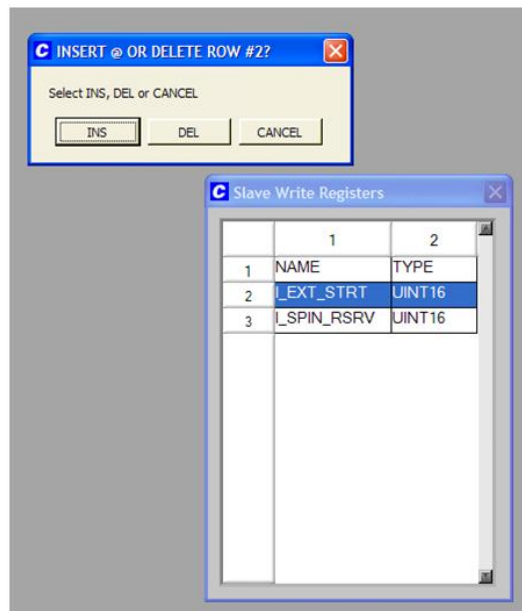 C INSERT @ OR DELETE ROW #2?
Select INS, DEL or CANCEL
INS DEL CANCEL
C Slave Write Registers
1 2
1 NAME TYPE
2 I_EXT_STRT UINT16
3 I_SPIN_RSRV UINT16